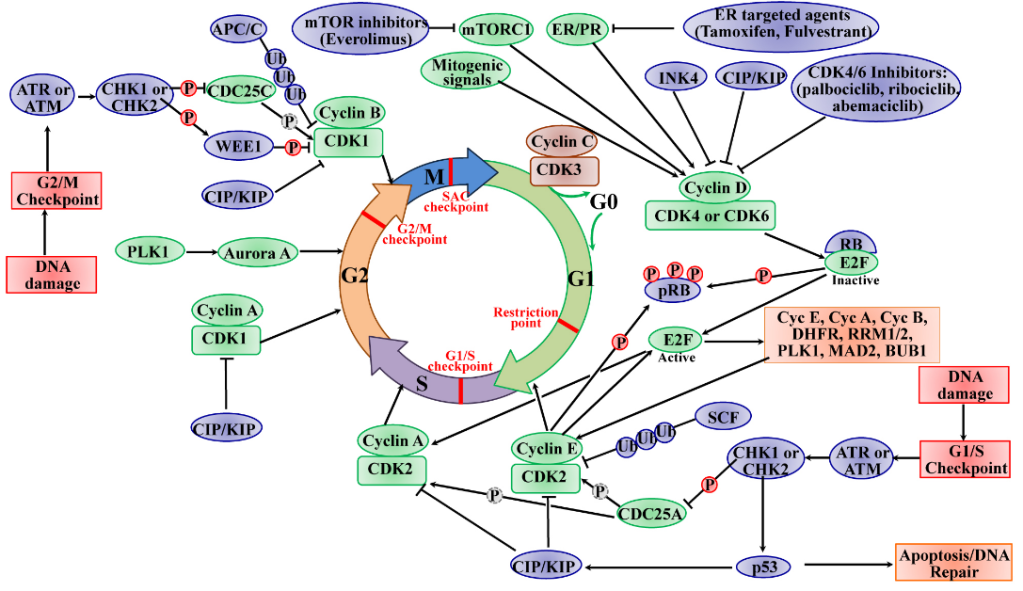 APC/C
Ub
Ub
Ub
mTOR inhibitors
(Everolimus)
mTORC1
ER/PR
ER targeted agents
(Tamoxifen, Fulvestrant)
Mitogenic
signals
INK4
CIP/KIP
CDK4/6 Inhibitors:
(palbociclib, ribociclib,
abemaciclib)
ATR or
ATM
CHK1 or
CHK2
P
P
CDC25C
P
WEE1
P
Cyclin B
CDK1
CIP/KIP
G2/M
Checkpoint
DNA
damage
PLK1
Aurora A
Cyclin A
CDK1
CIP/KIP
M
SAC
checkpoint
G2/M
checkpoint
G2
G1
S
G1/S
checkpoint
Restriction
point
Cyclin C
CDK3
G0
Cyclin D
CDK4 or CDK6
RB
E2F
Inactive
P
P
P
P
pRB
P
E2F
Active
Cyc E, Cyc A, Cyc B,
DHFR, RRM1/2,
PLK1, MAD2, BUB1
DNA
damage
G1/S
Checkpoint
ATR or
ATM
CHK1 or
CHK2
P
SCF
Ub
Ub
Ub
Cyclin A
CDK2
Cyclin E
CDK2
P
P
CDC25A
CIP/KIP
p53
Apoptosis/DNA
Repair